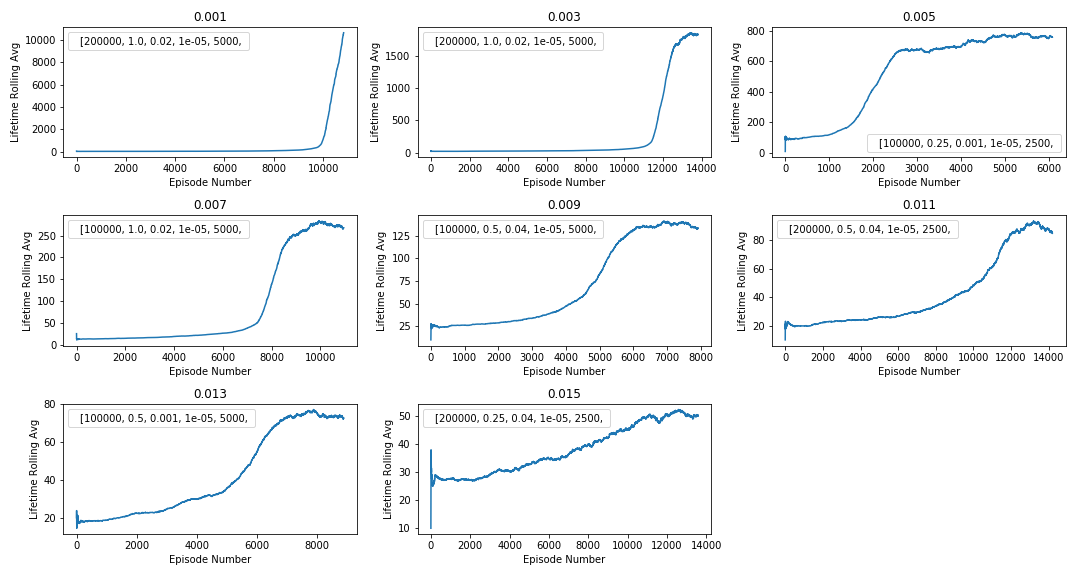 0.001
[200000, 1.0, 0.02, 1e-05, 5000,
Lifetime Rolling Avg
10000
8000
6000
4000
2000
0
0 2000 4000 6000 8000 10000
Episode Number
0.003
[200000, 1.0, 0.02, 1e-05, 5000,
Lifetime Rolling Avg
1500
1000
500
0
0 2000 4000 6000 8000 10000 12000 14000
Episode Number
0.005
[100000, 0.25, 0.001, 1e-05, 2500,
Lifetime Rolling Avg
800
600
400
200
0
0 1000 2000 3000 4000 5000 6000
Episode Number
0.007
[100000, 1.0, 0.02, 1e-05, 5000,
Lifetime Rolling Avg
250
200
150
100
50
0
0 2000 4000 6000 8000 10000
Episode Number
0.009
[100000, 0.5, 0.04, 1e-05, 5000,
Lifetime Rolling Avg
125
100
75
50
25
0 1000 2000 3000 4000 5000 6000 7000 8000
Episode Number
0.011
[200000, 0.5, 0.04, 1e-05, 2500,
Lifetime Rolling Avg
80
60
40
20
0 2000 4000 6000 8000 10000 12000 14000
Episode Number
0.013
[100000, 0.5, 0.001, 1e-05, 5000,
Lifetime Rolling Avg
80
60
40
20
0 2000 4000 6000 8000
Episode Number
0.015
[200000, 0.25, 0.04, 1e-05, 2500,
Lifetime Rolling Avg
50
40
30
20
10
0 2000 4000 6000 8000 10000 12000 14000
Episode Number